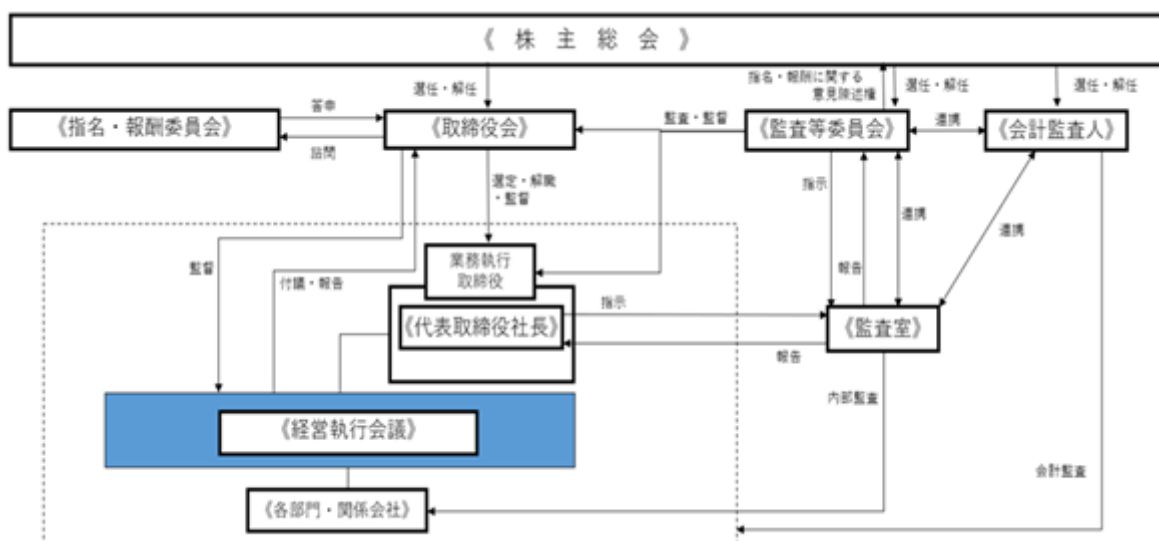 《 株 主 総 会 》
選任・解任
指名・報酬に関する
意見陳述権
選任・解任
選任・解任
《指名・報酬委員会》
答申
諮問
《取締役会》
監査・監督
《監査等委員会》
連携
《会計監査人》
選定・解職
・監督
指示
連携
連携
監督
付議・報告
業務執行
取締役
報告
《代表取締役社長》
指示
《監査室》
報告
内部監査
《経営執行会議》
会計監査
《各部門・関係会社》